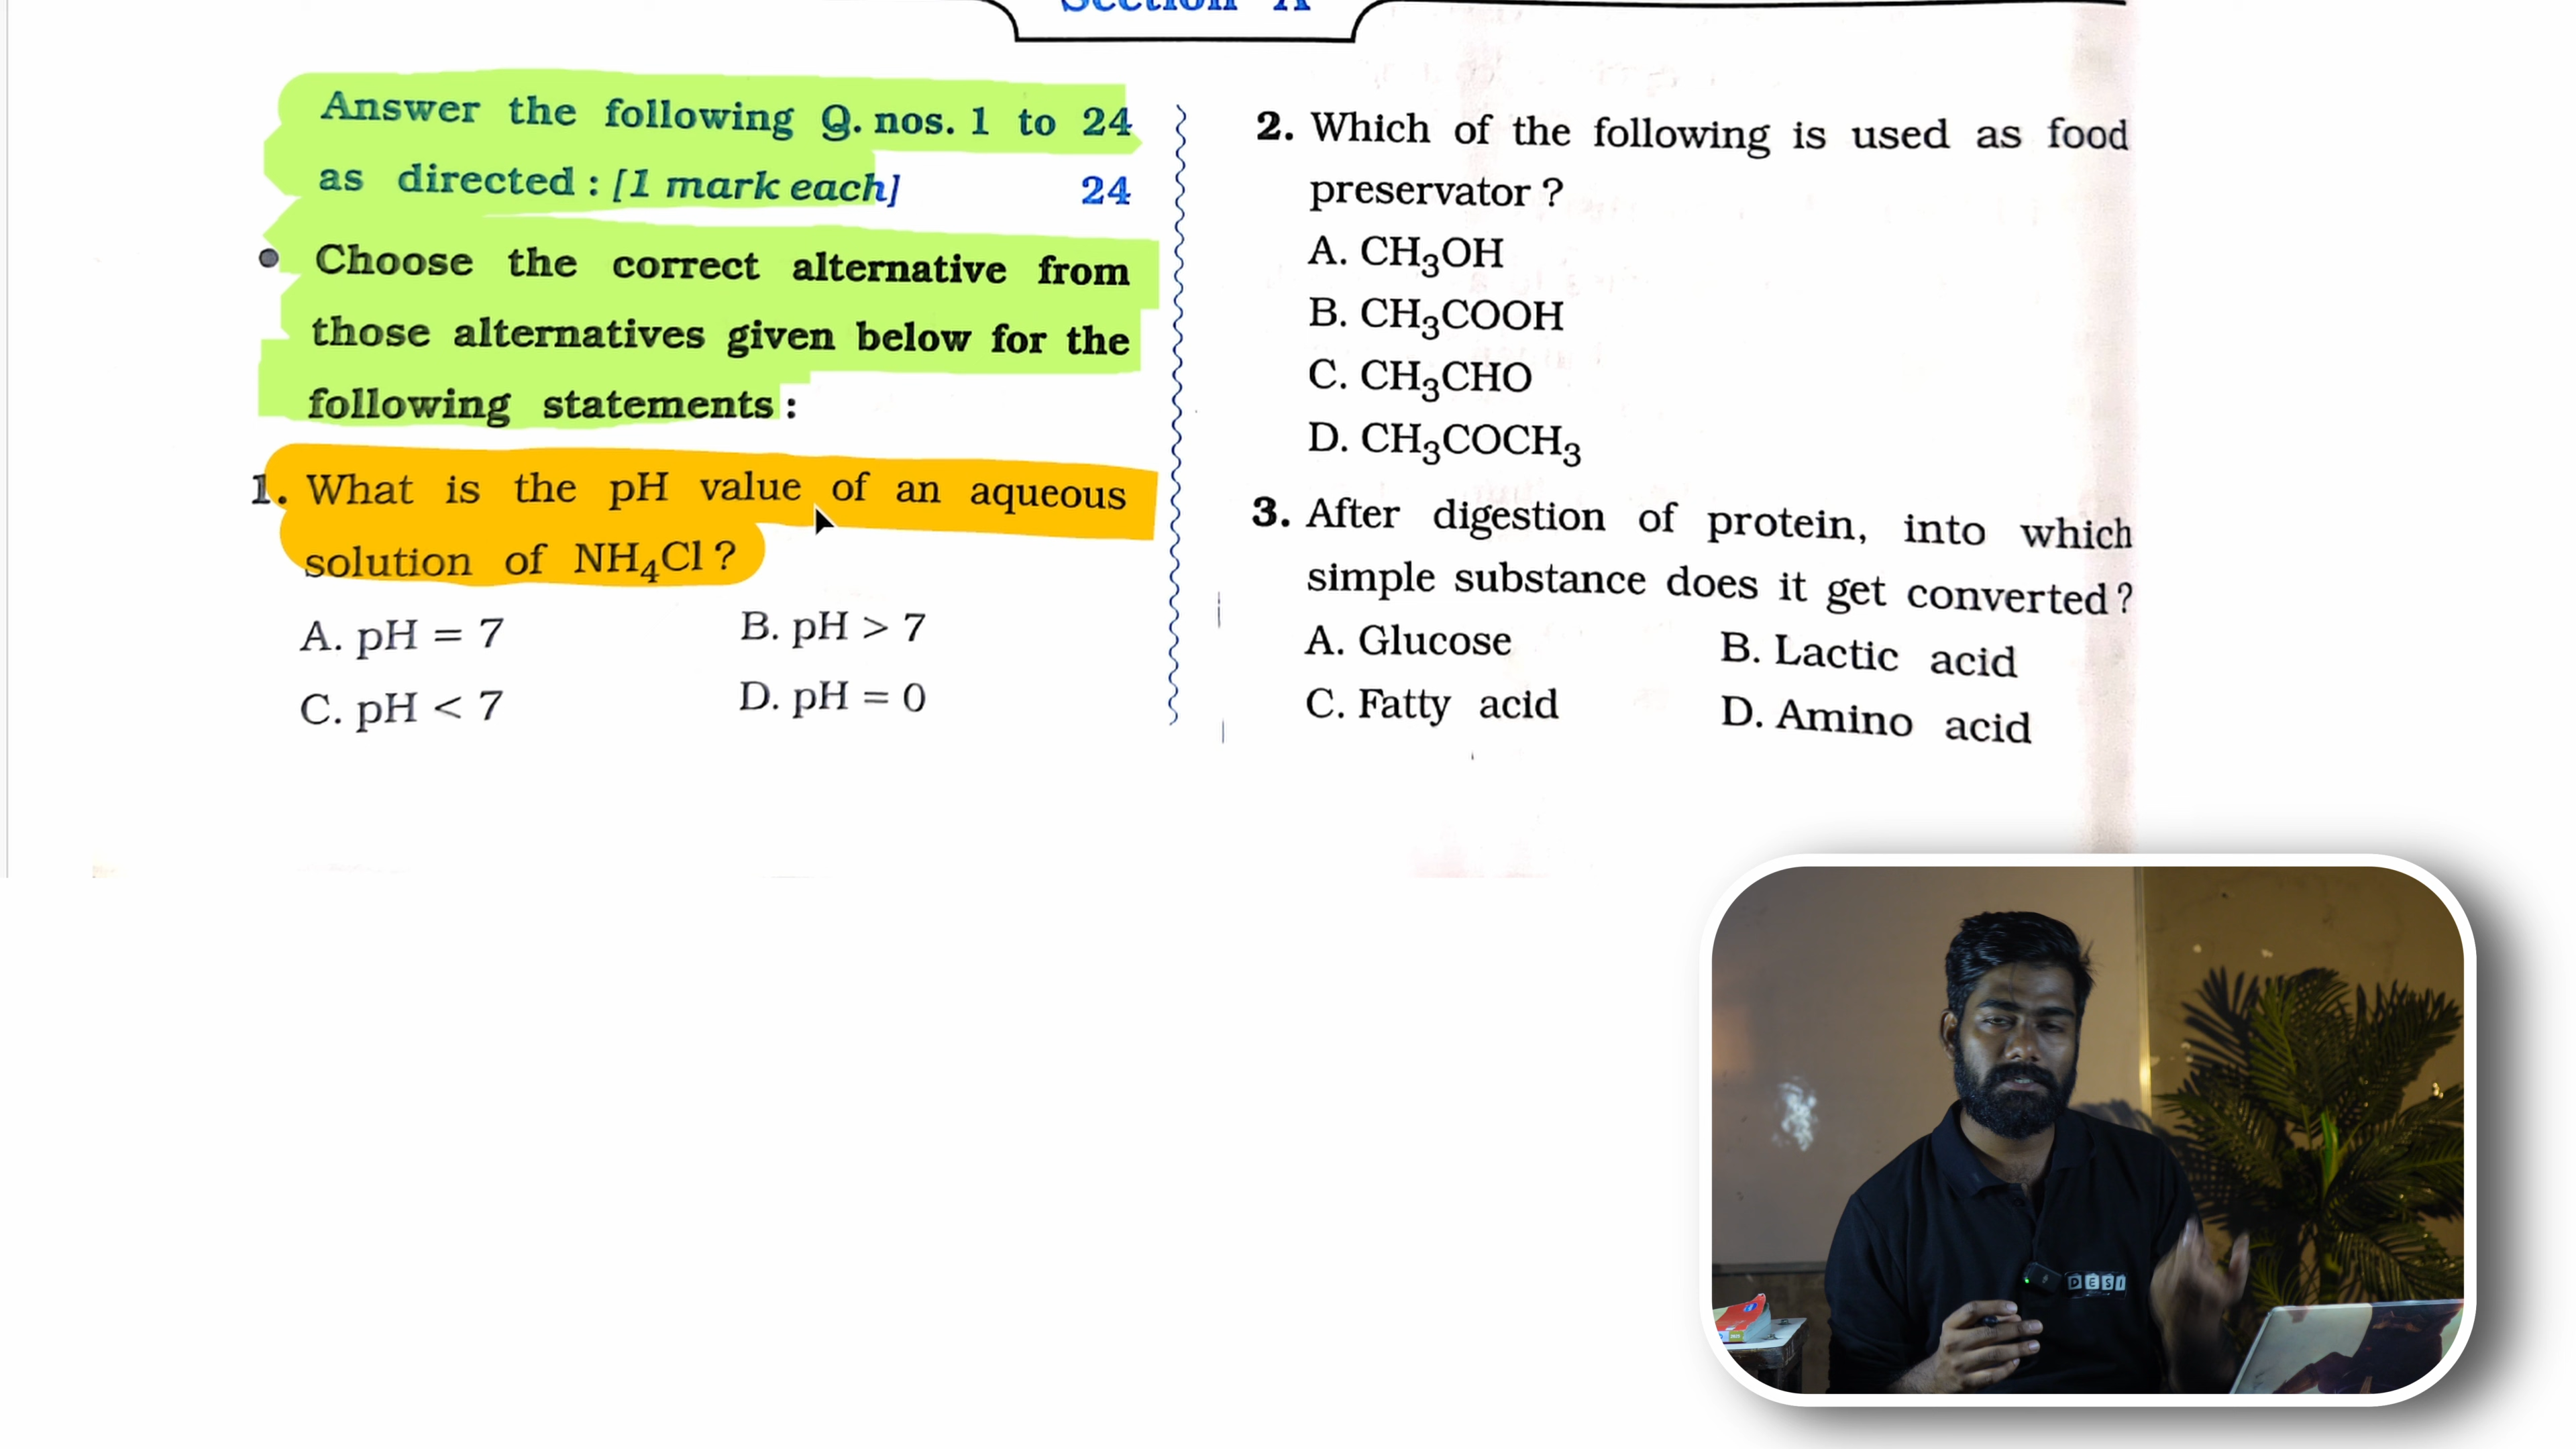 Section A
Answer the following Q. nos. 1 to 24
as directed : [1 mark each] 24
• Choose the correct alternative from
those alternatives given below for the
following statements :
1. What is the pH value of an aqueous
solution of NH₄Cl ?
A. pH = 7 B. pH > 7
C. pH < 7 D. pH = 0
2. Which of the following is used as food
preservator ?
A. CH₃OH
B. CH₃COOH
C. CH₃CHO
D. CH₃COCH₃
3. After digestion of protein, into which
simple substance does it get converted ?
A. Glucose B. Lactic acid
C. Fatty acid D. Amino acid
DESI